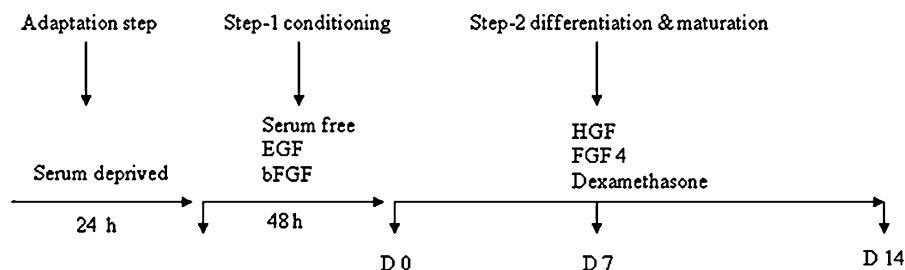 Adaptation step
Step-1 conditioning
Step-2 differentiation & maturation
Serum free
EGF
bFGF
HGF
FGF 4
Dexamethasone
Serum deprived
24 h
48 h
D 0
D 7
D 14